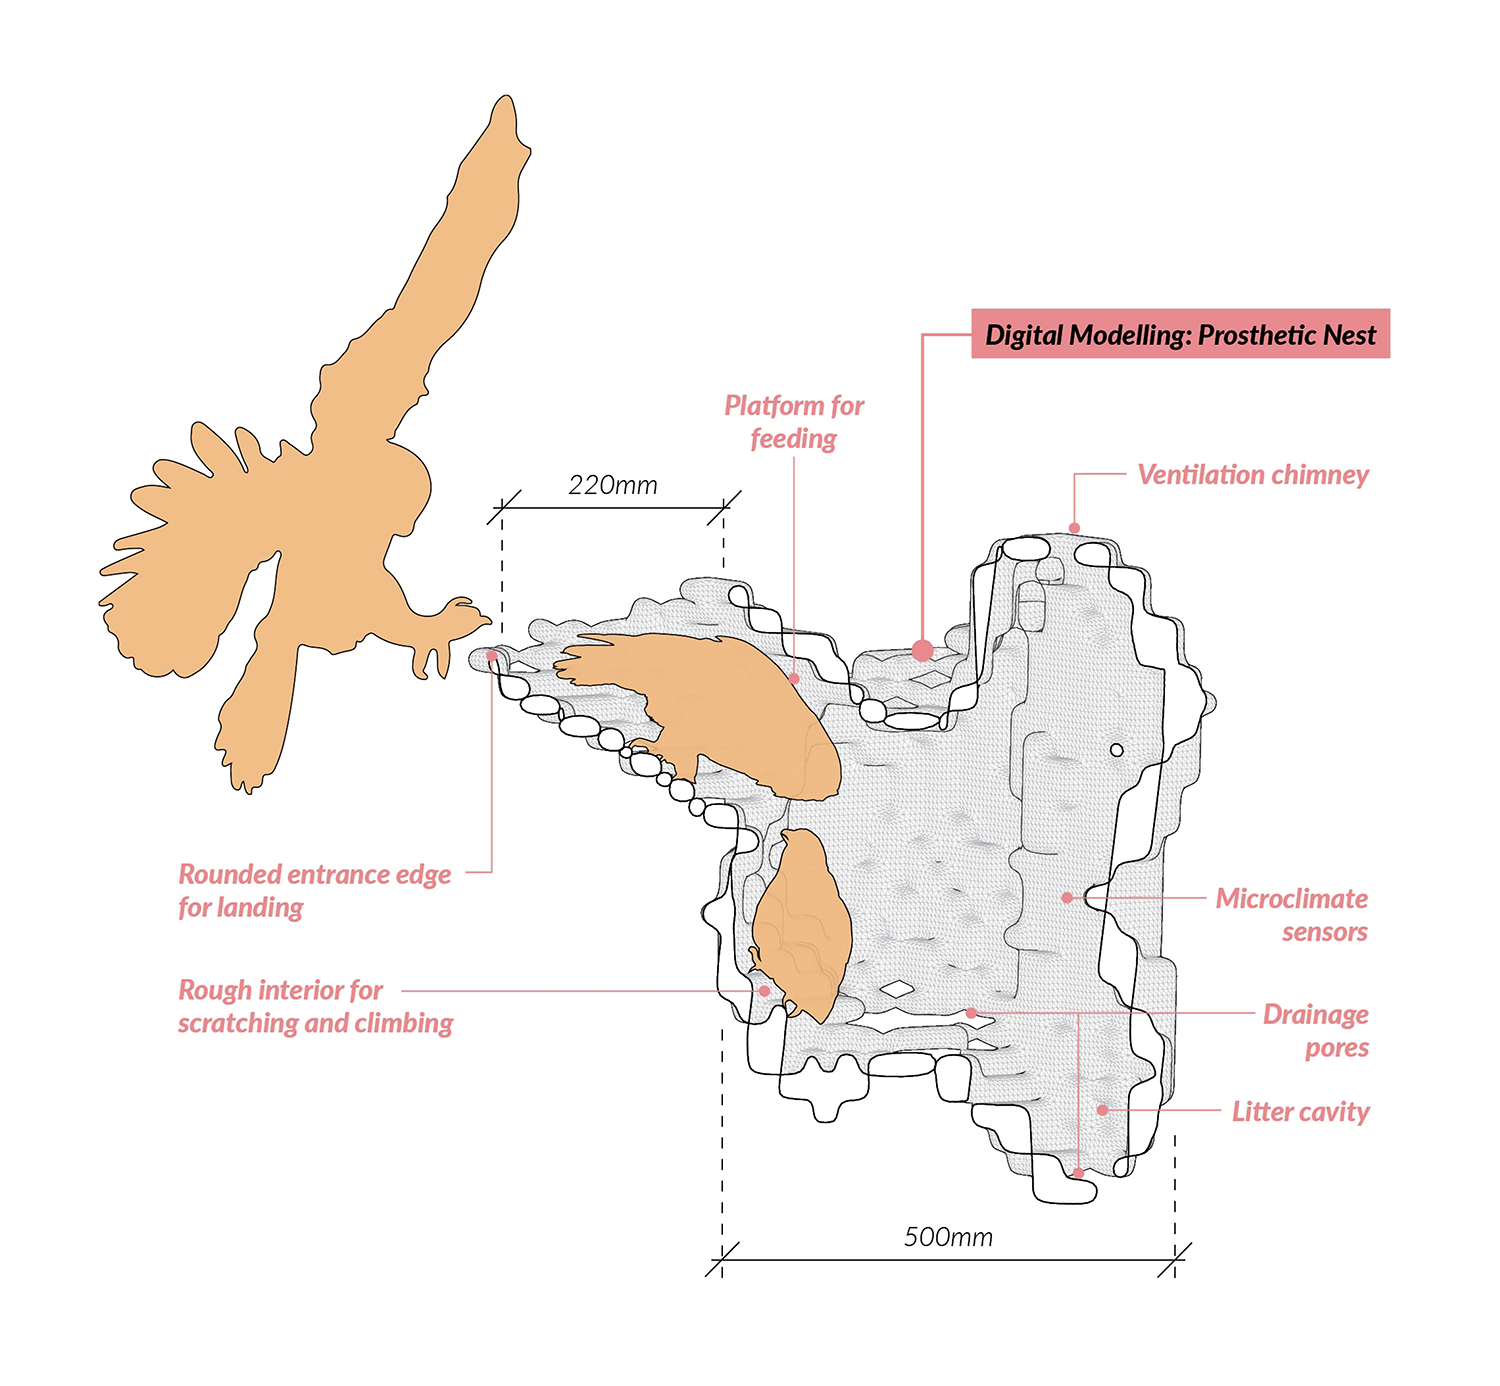 Digital Modelling: Prosthetic Nest
Platform for
feeding
Ventilation chimney
220mm
Rounded entrance edge
for landing
Microclimate
sensors
Rough interior for
scratching and climbing
Drainage
pores
Litter cavity
500mm